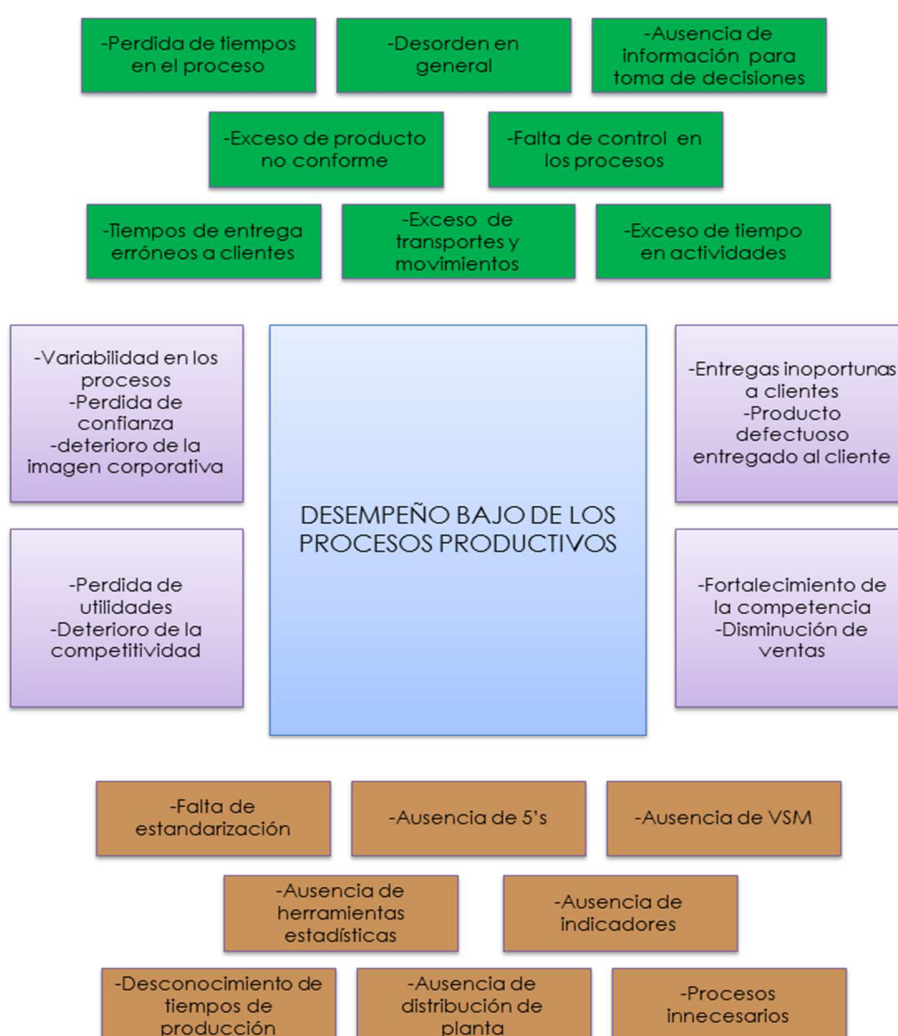 -Perdida de tiempos
en el proceso
-Desorden en
general
-Ausencia de
información para
toma de decisiones
-Exceso de producto
no conforme
-Falta de control en
los procesos
-Tiempos de entrega
erróneos a clientes
-Exceso de
transportes y
movimientos
-Exceso de tiempo
en actividades
-Variabilidad en los
procesos
-Perdida de
confianza
-deterioro de la
imagen corporativa
-Entregas inoportunas
a clientes
-Producto
defectuoso
entregado al cliente
DESEMPEÑO BAJO DE LOS
PROCESOS PRODUCTIVOS
-Perdida de
utilidades
-Deterioro de la
competitividad
-Fortalecimiento de
la competencia
-Disminución de
ventas
-Falta de
estandarización
-Ausencia de 5's
-Ausencia de VSM
-Ausencia de
herramientas
estadísticas
-Ausencia de
indicadores
-Desconocimiento de
tiempos de
producción
-Ausencia de
distribución de
planta
-Procesos
innecesarios